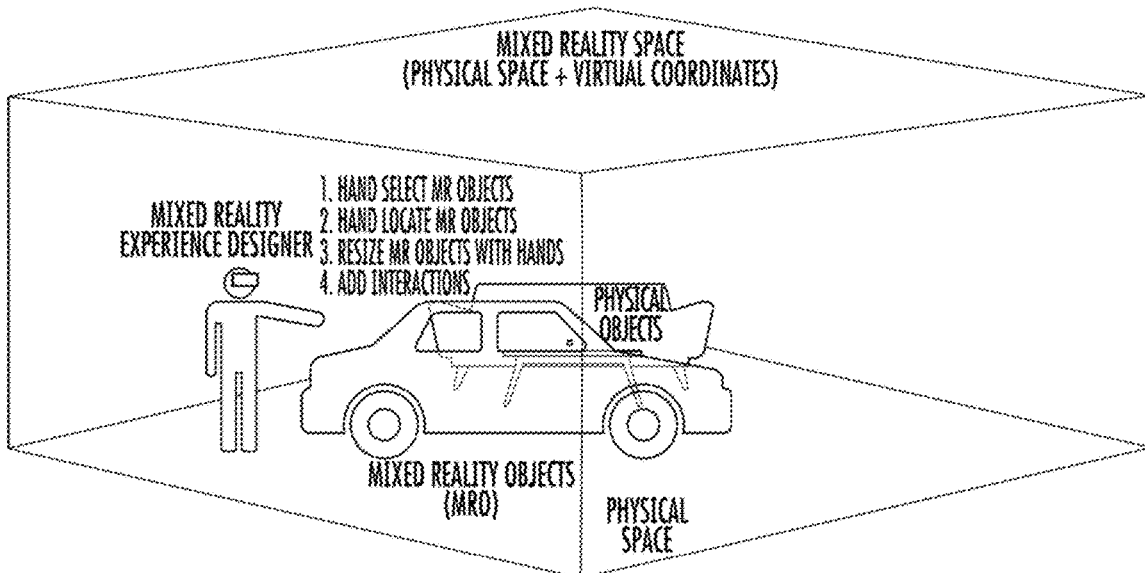 MIXED REALITY SPACE
(PHYSICAL SPACE + VIRTUAL COORDINATES)
1. HAND SELECT MR OBJECTS
2. HAND LOCATE MR OBJECTS
3. RESIZE MR OBJECTS WITH HANDS
4. ADD INTERACTIONS
MIXED REALITY
EXPERIENCE DESIGNER
PHYSICAL
OBJECTS
MIXED REALITY OBJECTS
(MRO)
PHYSICAL
SPACE